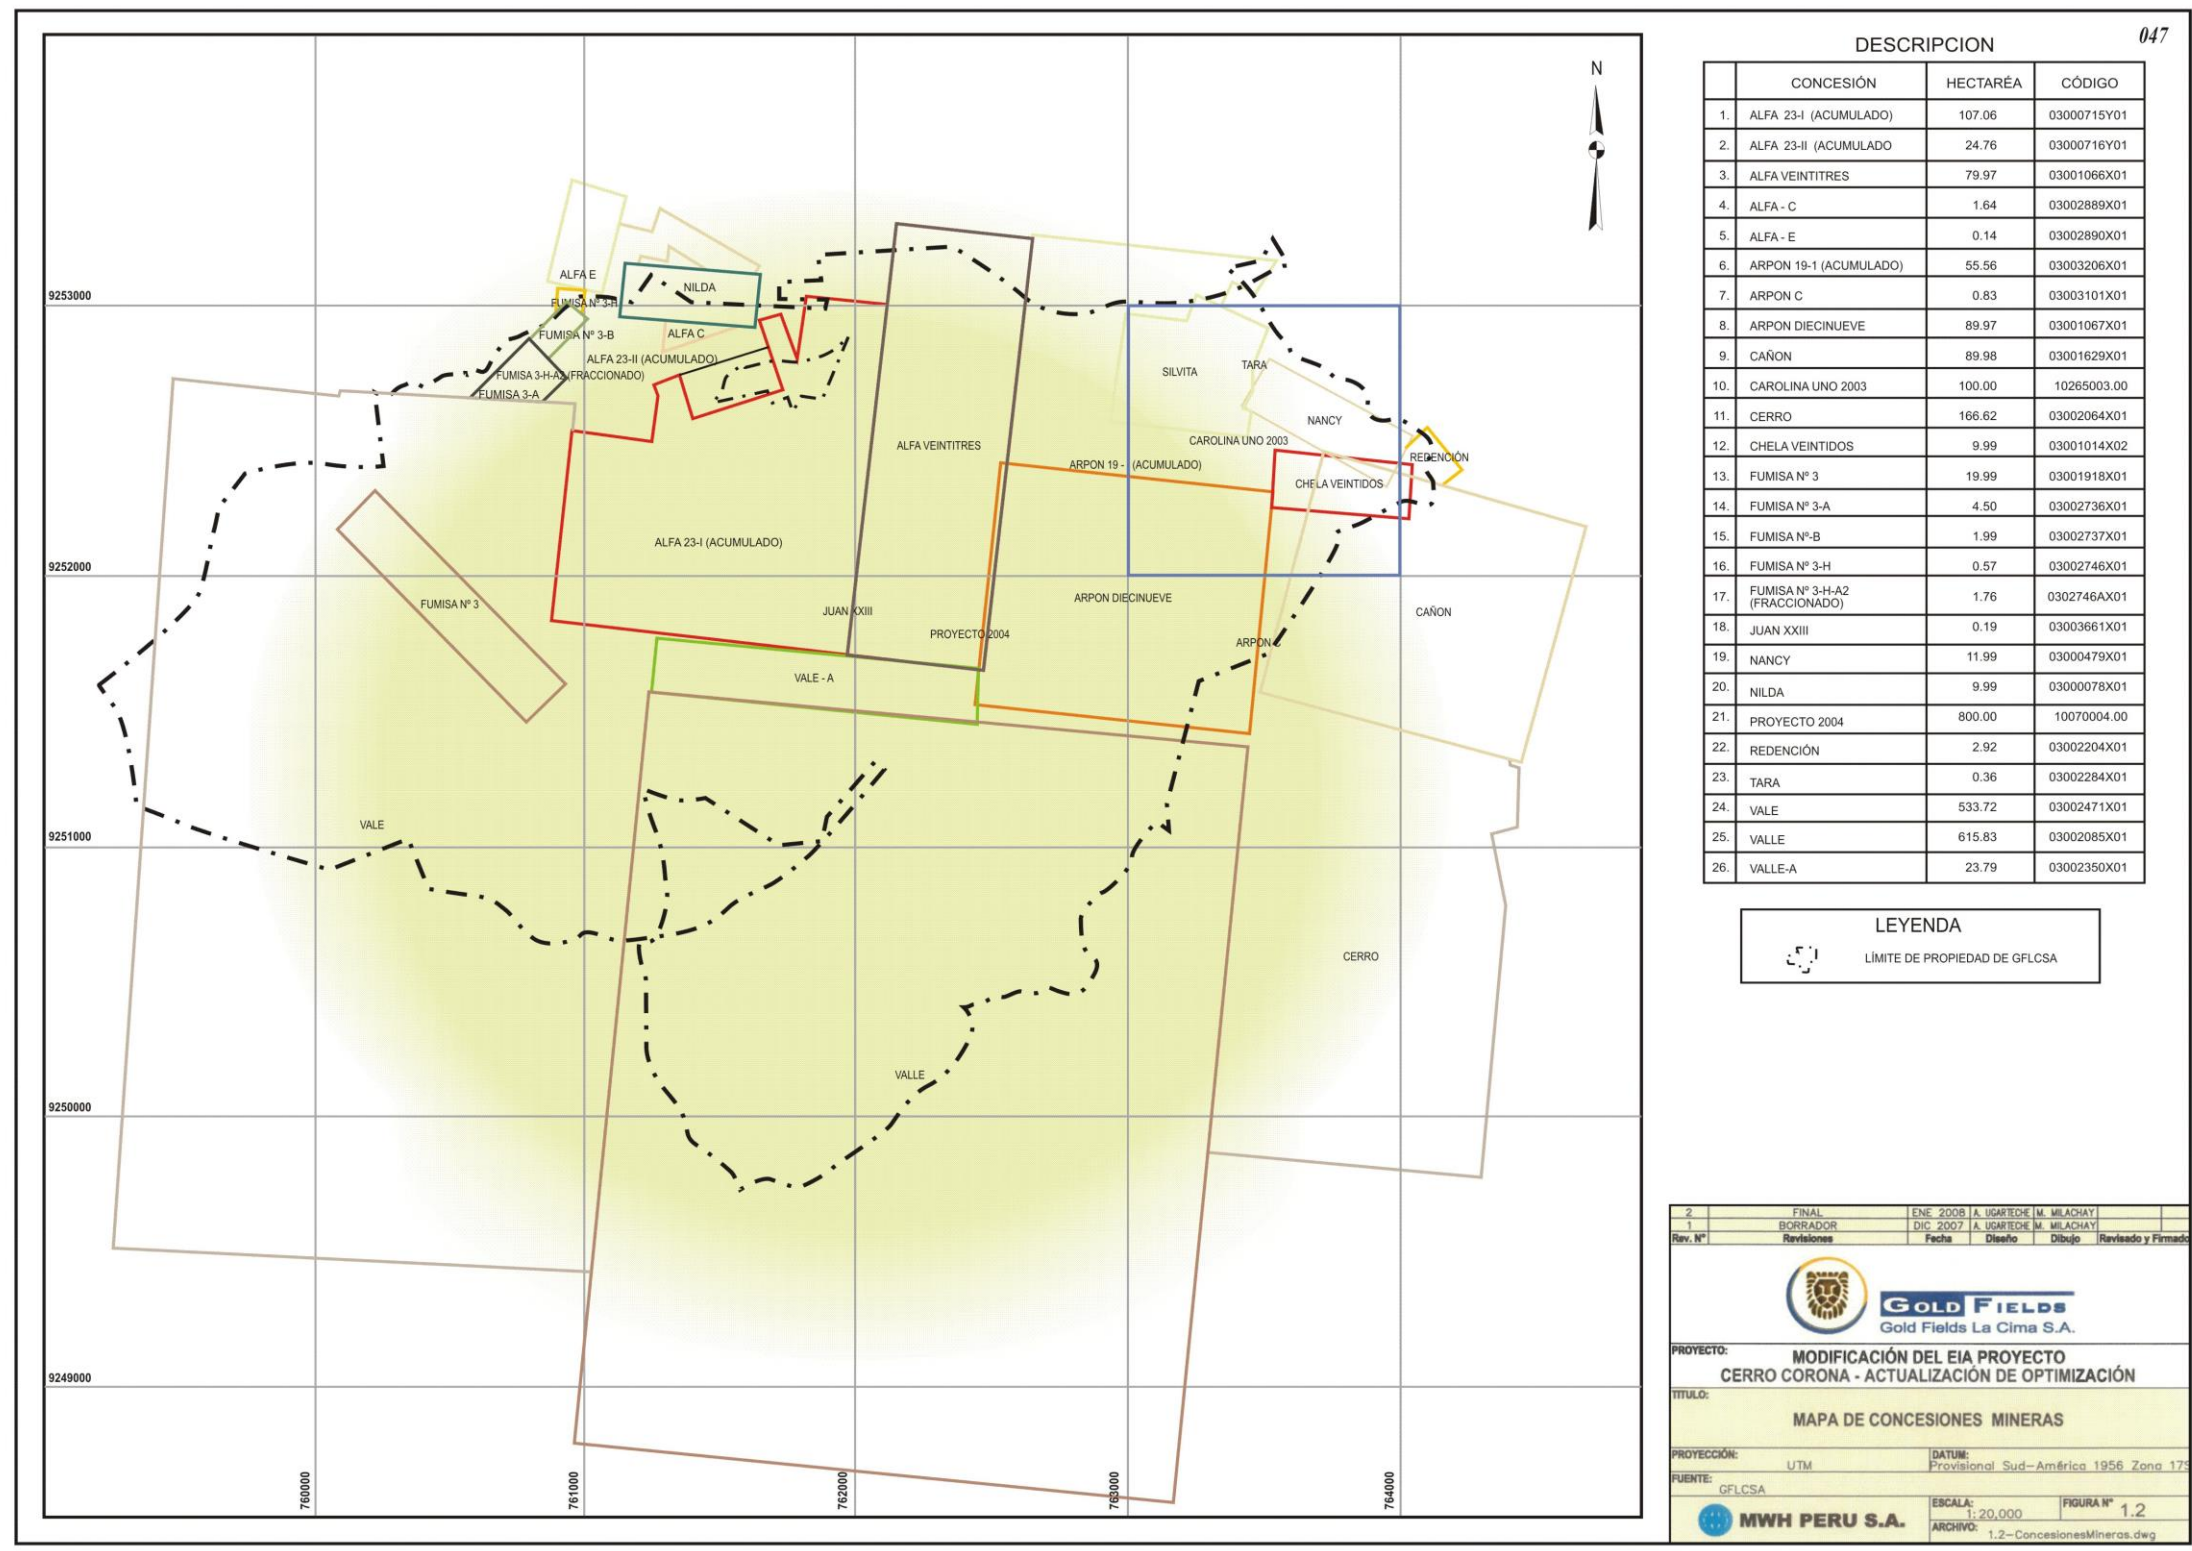 047
DESCRIPCION
CONCESIÓN HECTARÉA CÓDIGO
1. ALFA 23-I (ACUMULADO) 107.06 03000715Y01
2. ALFA 23-II (ACUMULADO 24.76 03000716Y01
3. ALFA VEINTITRES 79.97 03001066X01
4. ALFA - C 1.64 03002889X01
5. ALFA - E 0.14 03002890X01
6. ARPON 19-1 (ACUMULADO) 55.56 03003206X01
7. ARPON C 0.83 03003101X01
8. ARPON DIECINUEVE 89.97 03001067X01
9. CAÑON 89.98 03001629X01
10. CAROLINA UNO 2003 100.00 10265003.00
11. CERRO 166.62 03002064X01
12. CHELA VEINTIDOS 9.99 03001014X02
13. FUMISA Nº 3 19.99 03001918X01
14. FUMISA Nº 3-A 4.50 03002736X01
15. FUMISA Nº-B 1.99 03002737X01
16. FUMISA Nº 3-H 0.57 03002746X01
17. FUMISA Nº 3-H-A2 (FRACCIONADO) 1.76 0302746AX01
18. JUAN XXIII 0.19 03003661X01
19. NANCY 11.99 03000479X01
20. NILDA 9.99 03000078X01
21. PROYECTO 2004 800.00 10070004.00
22. REDENCIÓN 2.92 03002204X01
23. TARA 0.36 03002284X01
24. VALE 533.72 03002471X01
25. VALLE 615.83 03002085X01
26. VALLE-A 23.79 03002350X01
LEYENDA
LÍMITE DE PROPIEDAD DE GFLCSA
N
ALFA E
NILDA
9253000
FUMISA Nº 3-H
FUMISA Nº 3-B
ALFA C
ALFA 23-II (ACUMULADO)
FUMISA 3-H-A2 (FRACCIONADO)
FUMISA 3-A
SILVITA
TARA
NANCY
CAROLINA UNO 2003
ALFA VEINTITRES
ARPON 19 - (ACUMULADO)
REDENCIÓN
CHELA VEINTIDOS
ALFA 23-I (ACUMULADO)
9252000
FUMISA Nº 3
JUAN XXIII
ARPON DIECINUEVE
CAÑON
PROYECTO 2004
ARPON C
VALE - A
VALE
9251000
CERRO
VALLE
9250000
9249000
760000
761000
762000
763000
764000
2 FINAL ENE 2008 A. UGARTECHE M. MILACHAY
1 BORRADOR DIC 2007 A. UGARTECHE M. MILACHAY
Rev. Nº Revisiones Fecha Diseño Dibujo Revisado y Firmado
GOLD FIELDS
Gold Fields La Cima S.A.
PROYECTO:
MODIFICACIÓN DEL EIA PROYECTO
CERRO CORONA - ACTUALIZACIÓN DE OPTIMIZACIÓN
TITULO:
MAPA DE CONCESIONES MINERAS
PROYECCIÓN: UTM
DATUM: Provisional Sud-América 1956 Zona 17S
FUENTE: GFLCSA
MWH PERU S.A.
ESCALA: 1:20,000
FIGURA Nº 1.2
ARCHIVO: 1.2-ConcesionesMineras.dwg